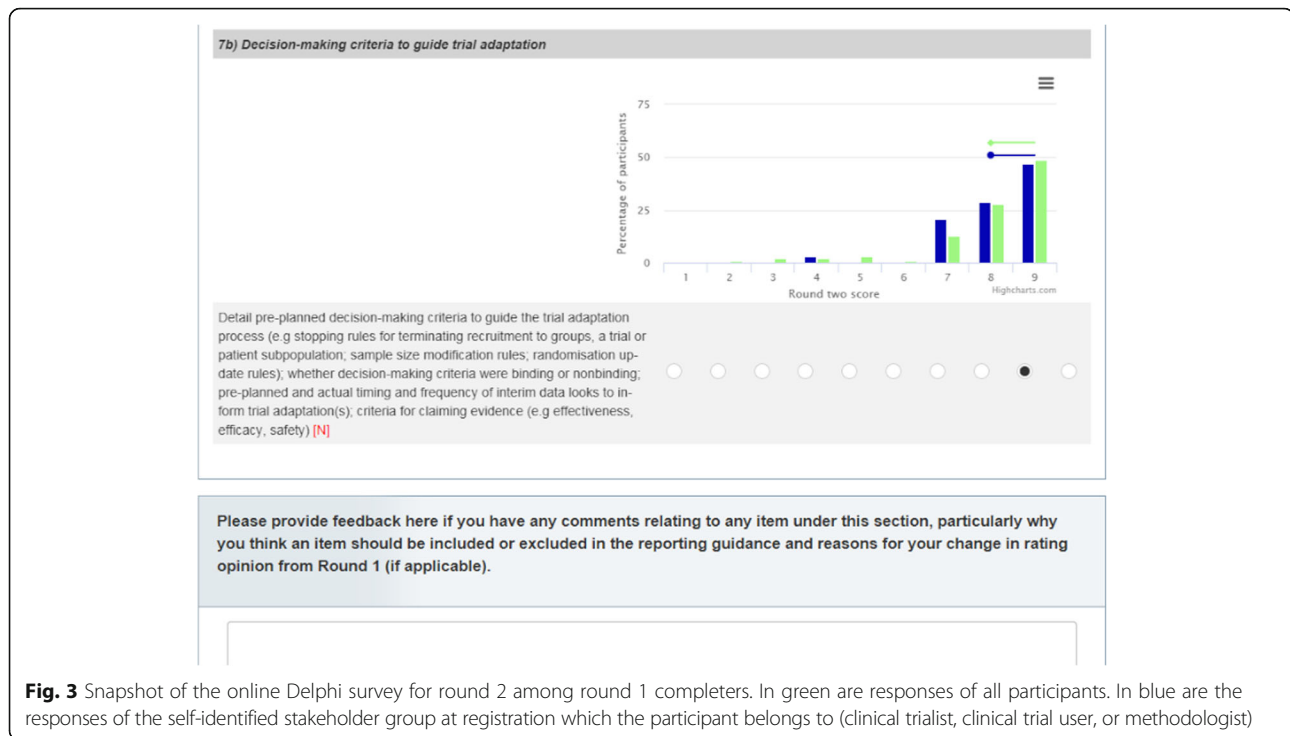 7b) Decision-making criteria to guide trial adaptation
75
50
25
0
Percentage of participants
1 2 3 4 5 6 7 8 9
Round two score
Highcharts.com
Detail pre-planned decision-making criteria to guide the trial adaptation
process (e.g stopping rules for terminating recruitment to groups, a trial or
patient subpopulation; sample size modification rules; randomisation up-
date rules); whether decision-making criteria were binding or nonbinding;
pre-planned and actual timing and frequency of interim data looks to in-
form trial adaptation(s); criteria for claiming evidence (e.g effectiveness,
efficacy, safety) [N]
Please provide feedback here if you have any comments relating to any item under this section, particularly why
you think an item should be included or excluded in the reporting guidance and reasons for your change in rating
opinion from Round 1 (if applicable).
Fig. 3 Snapshot of the online Delphi survey for round 2 among round 1 completers. In green are responses of all participants. In blue are the
responses of the self-identified stakeholder group at registration which the participant belongs to (clinical trialist, clinical trial user, or methodologist)